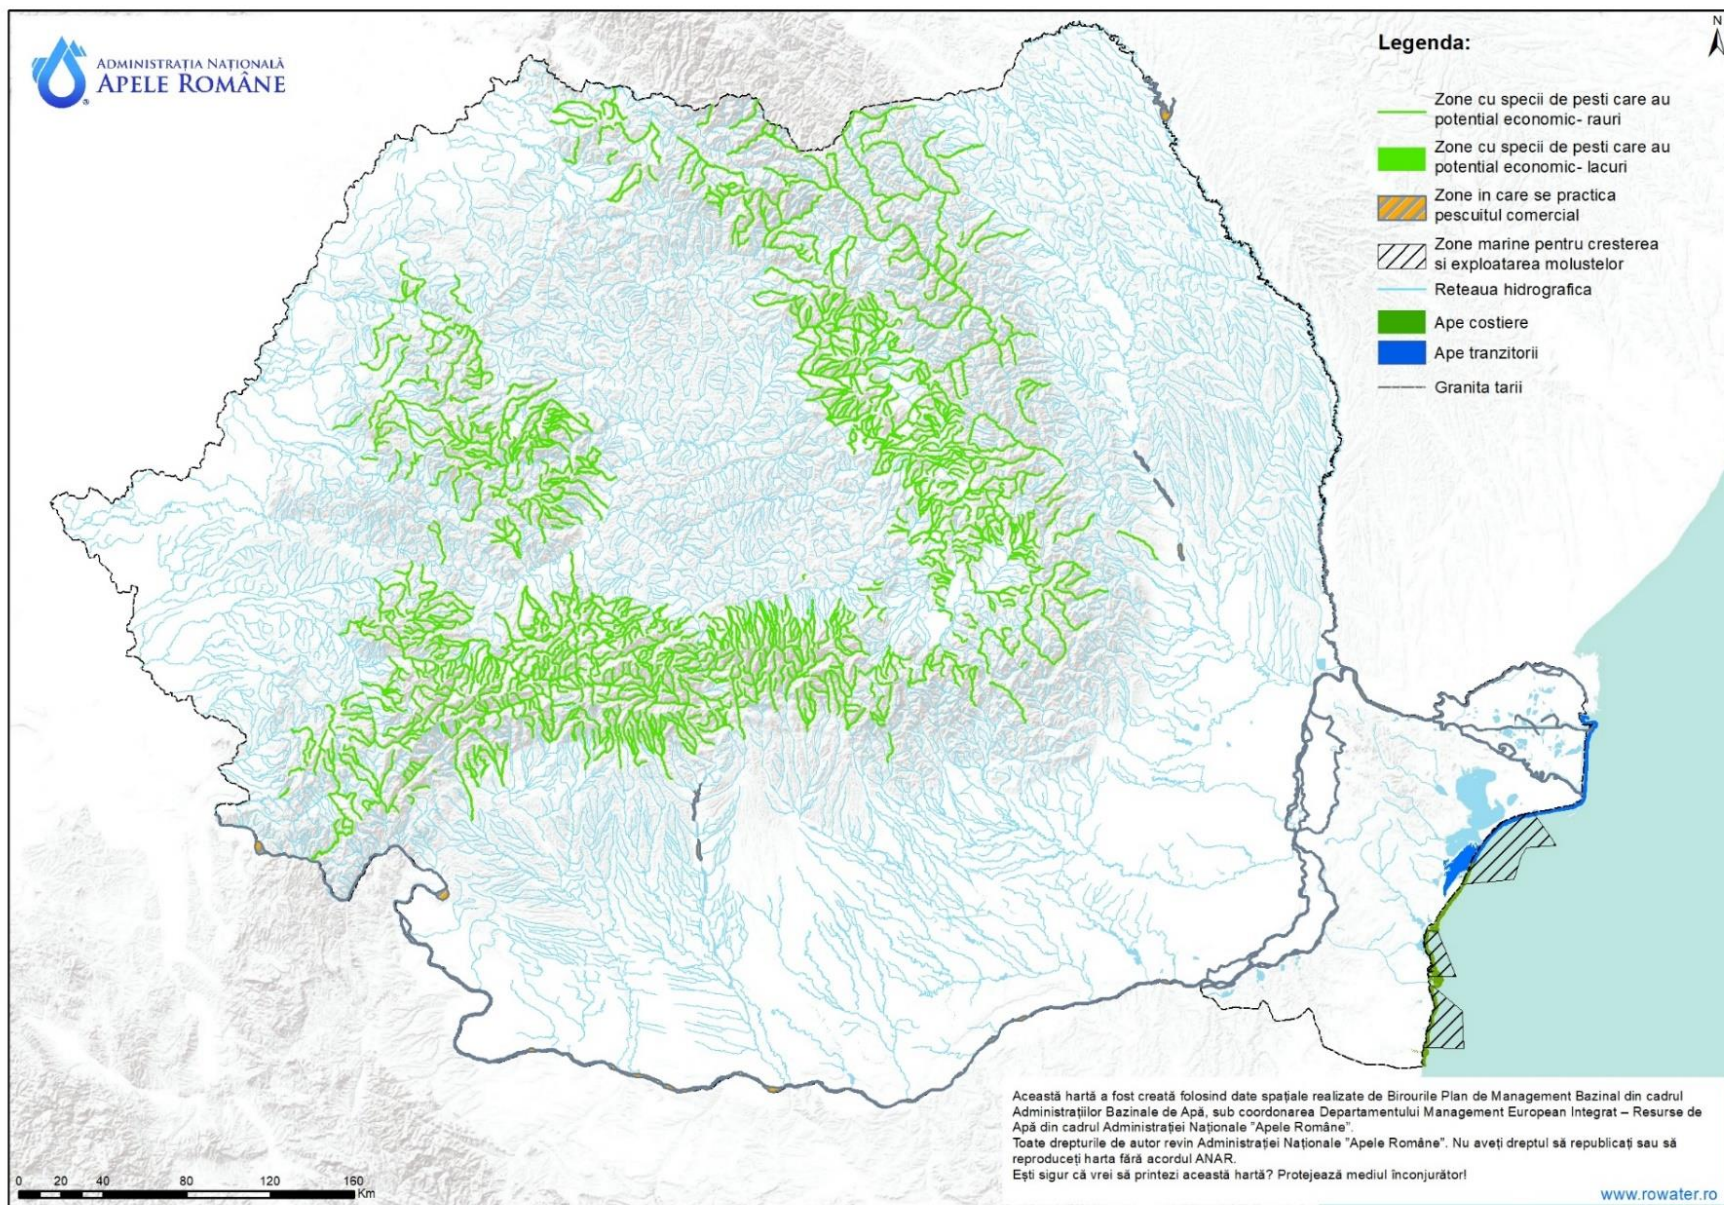 ADMINISTRAȚIA NAȚIONALĂ
APELE ROMÂNE
®
N
Legenda:
Zone cu specii de pesti care au
potential economic- rauri
Zone cu specii de pesti care au
potential economic- lacuri
Zone in care se practica
pescuitul comercial
Zone marine pentru cresterea
si exploatarea molustelor
Reteaua hidrografica
Ape costiere
Ape tranzitorii
Granita tarii
Această hartă a fost creată folosind date spațiale realizate de Birourile Plan de Management Bazinal din cadrul
Administrațiilor Bazinale de Apă, sub coordonarea Departamentului Management European Integrat – Resurse de
Apă din cadrul Administrației Naționale "Apele Române".
Toate drepturile de autor revin Administrației Naționale "Apele Române". Nu aveți dreptul să republicați sau să
reproduceți harta fără acordul ANAR.
Ești sigur că vrei să printezi această hartă? Protejează mediul înconjurător!
0 20 40 80 120 160
Km
www.rowater.ro